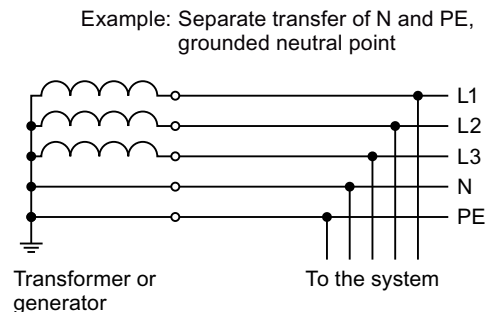 Example: Separate transfer of N and PE,
grounded neutral point
L1
L2
L3
N
PE
Transformer or
generator
To the system